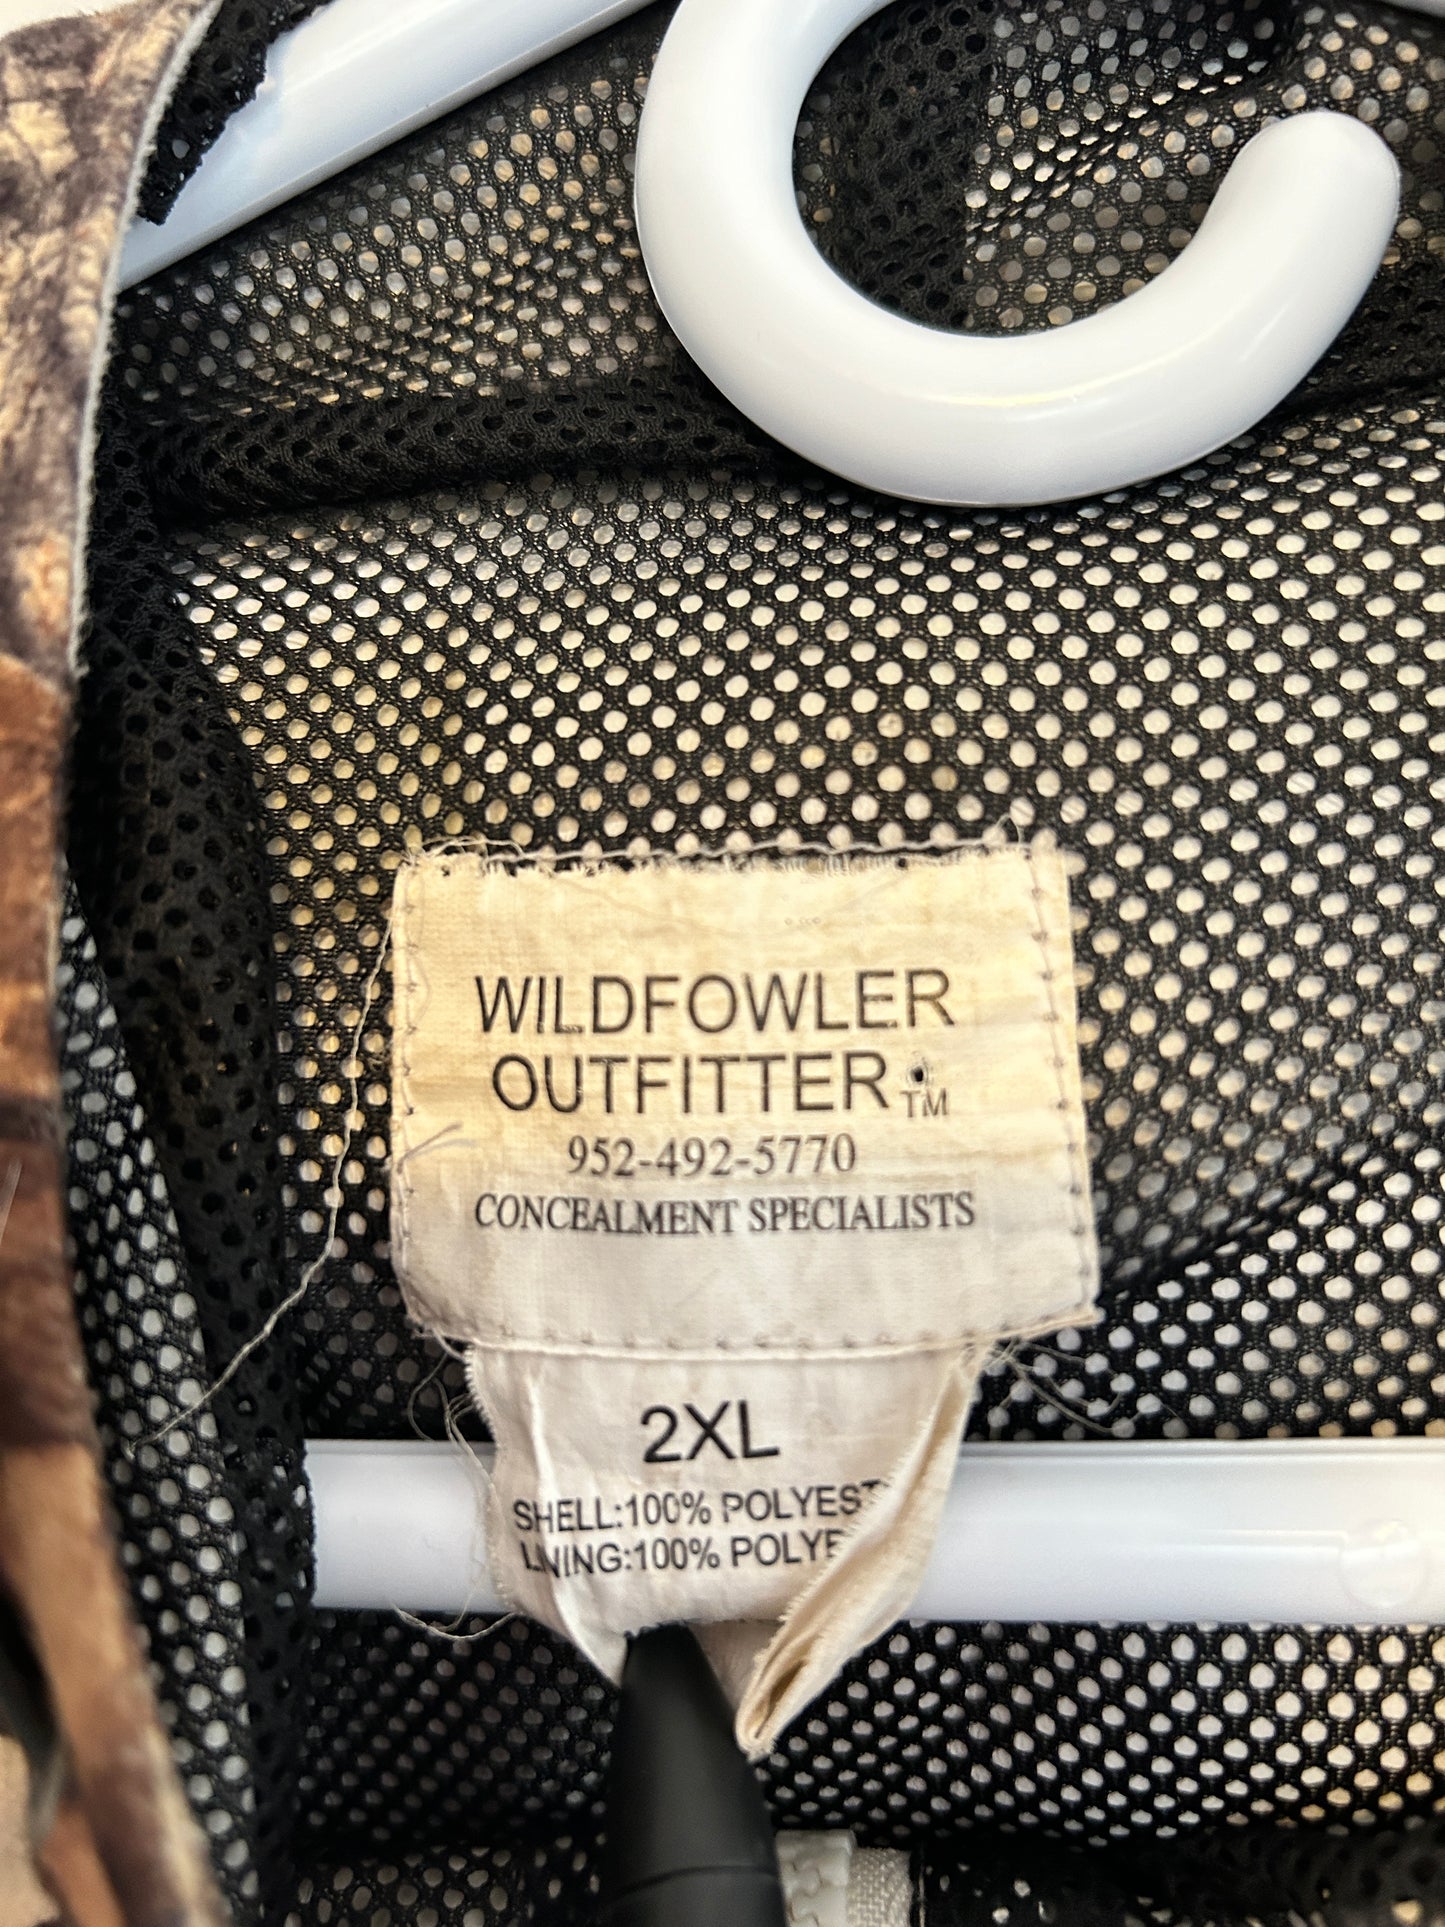 WILDFOWLER
OUTFITTER TM
952-492-5770
CONCEALMENT SPECIALISTS
2XL
SHELL:100% POLYEST
LINING:100% POLYE